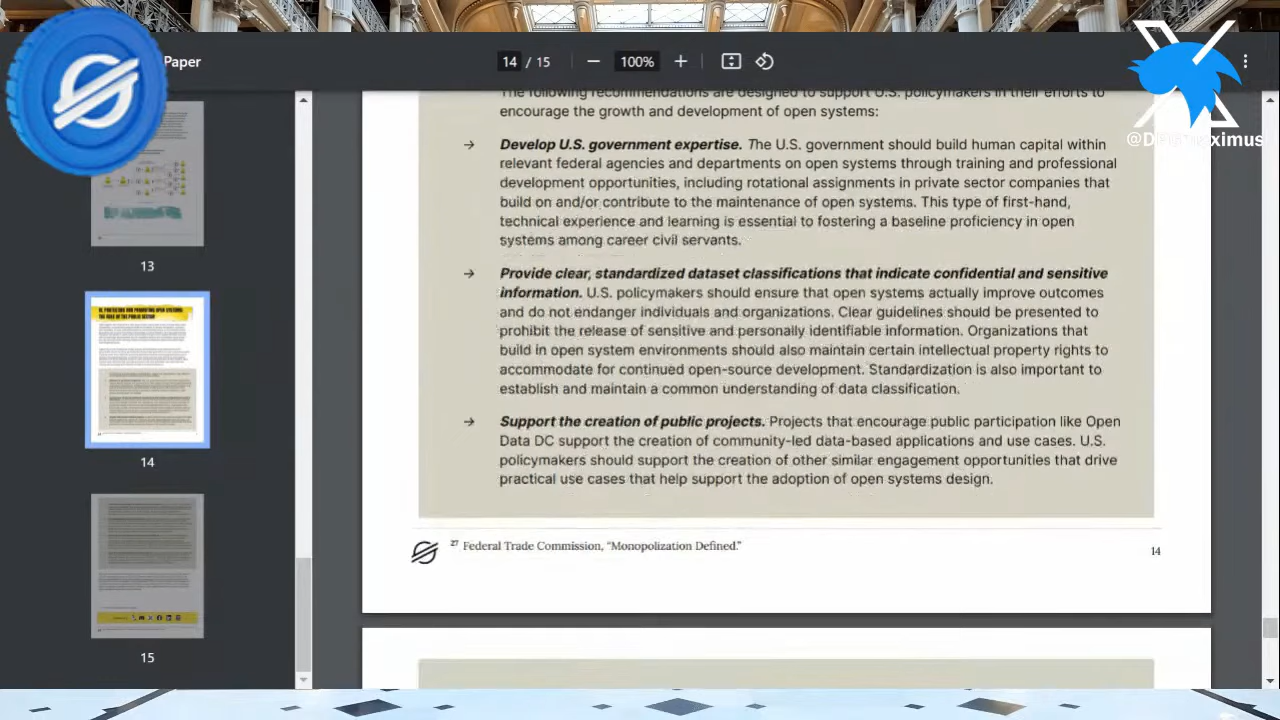 Paper
14 / 15
100%
The following recommendations are designed to support U.S. policymakers in their efforts to
encourage the growth and development of open systems:
→ Develop U.S. government expertise. The U.S. government should build human capital within
relevant federal agencies and departments on open systems through training and professional
development opportunities, including rotational assignments in private sector companies that
build on and/or contribute to the maintenance of open systems. This type of first-hand,
technical experience and learning is essential to fostering a baseline proficiency in open
systems among career civil servants.
→ Provide clear, standardized dataset classifications that indicate confidential and sensitive
information. U.S. policymakers should ensure that open systems actually improve outcomes
and do not endanger individuals and organizations. Clear guidelines should be presented to
prohibit the release of sensitive and personally identifiable information. Organizations that
build in open system environments should also maintain certain intellectual property rights to
accommodate for continued open-source development. Standardization is also important to
establish and maintain a common understanding of data classification.
→ Support the creation of public projects. Projects that encourage public participation like Open
Data DC support the creation of community-led data-based applications and use cases. U.S.
policymakers should support the creation of other similar engagement opportunities that drive
practical use cases that help support the adoption of open systems design.
27 Federal Trade Commission, “Monopolization Defined.”
14
13
14
15